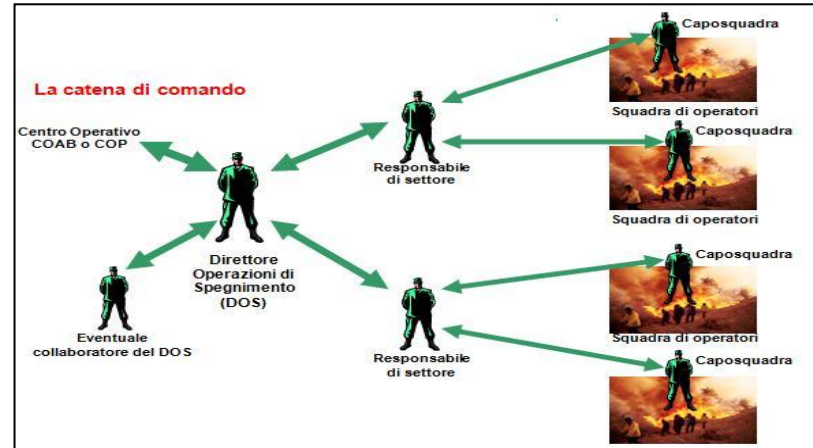 La catena di comando
Centro Operativo
COAB o COP
Direttore
Operazioni di
Spegnimento
(DOS)
Eventuale
collaboratore del DOS
Responsabile
di settore
Responsabile
di settore
Caposquadra
Squadra di operatori
Caposquadra
Squadra di operatori
Caposquadra
Squadra di operatori
Caposquadra